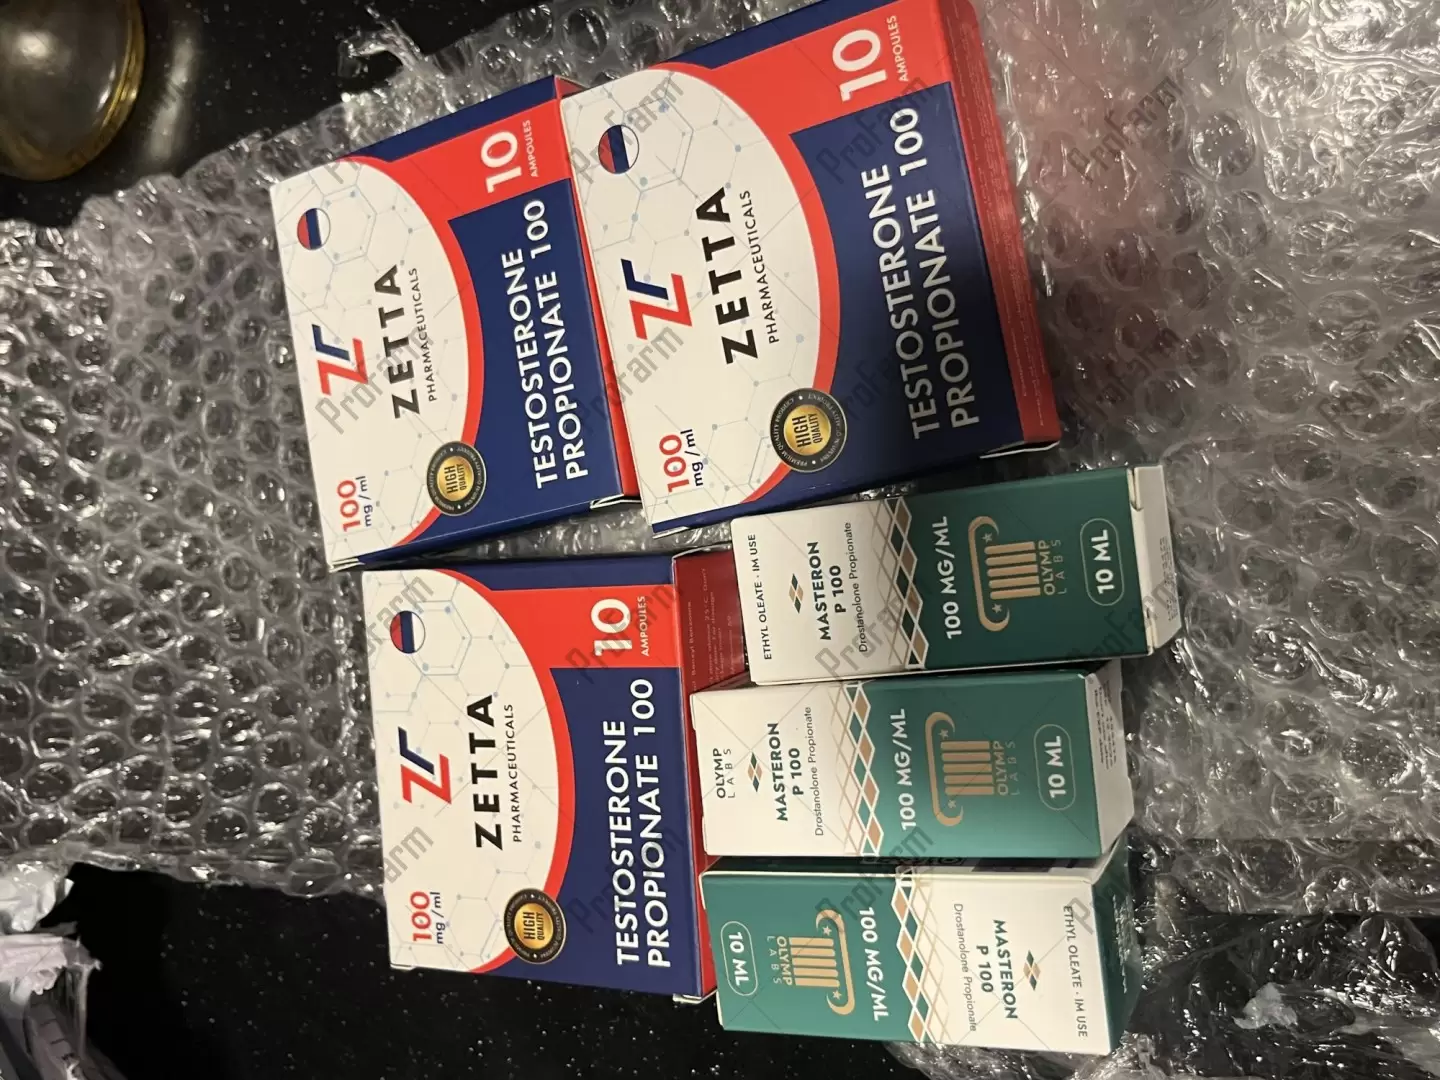 100
mg/ml
ZETTA
PHARMACEUTICALS
HIGH
QUALITY
TESTOSTERONE
PROPIONATE 100
10
AMPOULES
100
mg/ml
ZETTA
PHARMACEUTICALS
HIGH
QUALITY
TESTOSTERONE
PROPIONATE 100
10
AMPOULES
100
mg/ml
ZETTA
PHARMACEUTICALS
HIGH
QUALITY
TESTOSTERONE
PROPIONATE 100
10
AMPOULES
ETHYL OLEATE · IM USE
MASTERON
P 100
Drostanolone Propionate
100 MG/ML
OLYMP
LABS
10 ML
OLYMP
LABS
MASTERON
P 100
Drostanolone Propionate
100 MG/ML
OLYMP
LABS
10 ML
ETHYL OLEATE · IM USE
MASTERON
P 100
Drostanolone Propionate
100 MG/ML
OLYMP
LABS
10 ML
ProFarm